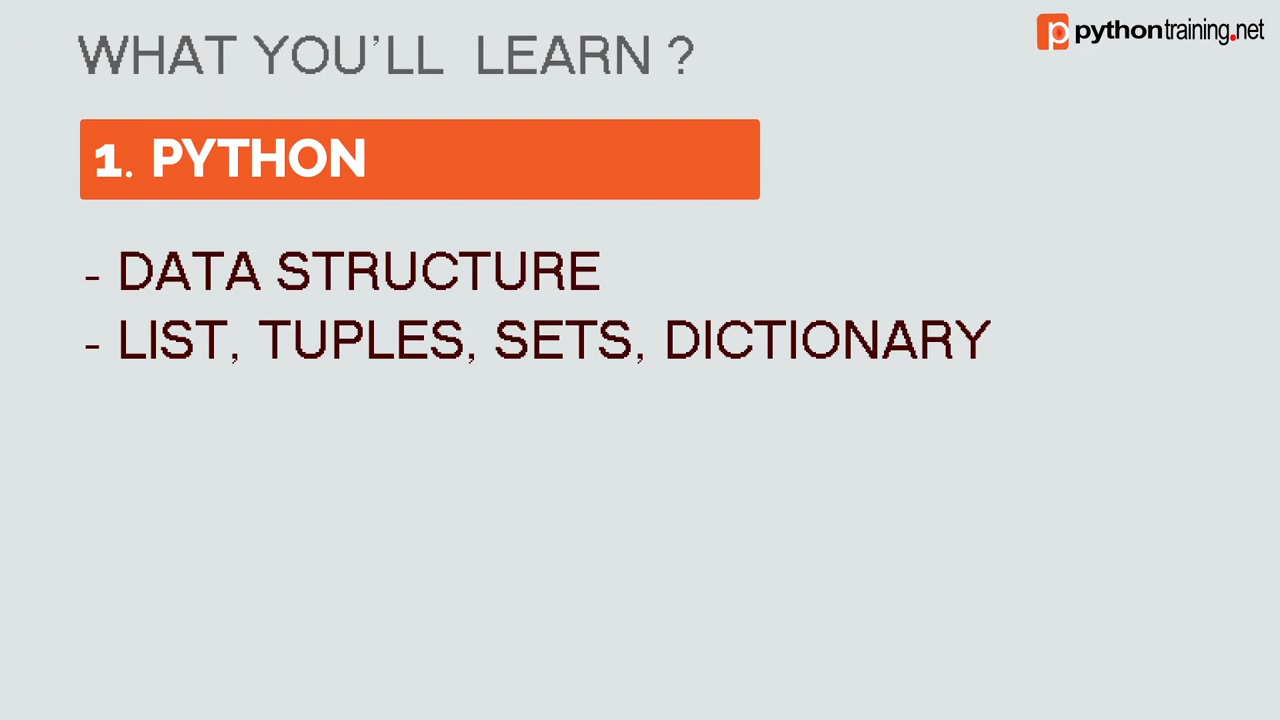 WHAT YOU'LL LEARN ?
pythontraining.net
1. PYTHON
- DATA STRUCTURE
- LIST, TUPLES, SETS, DICTIONARY